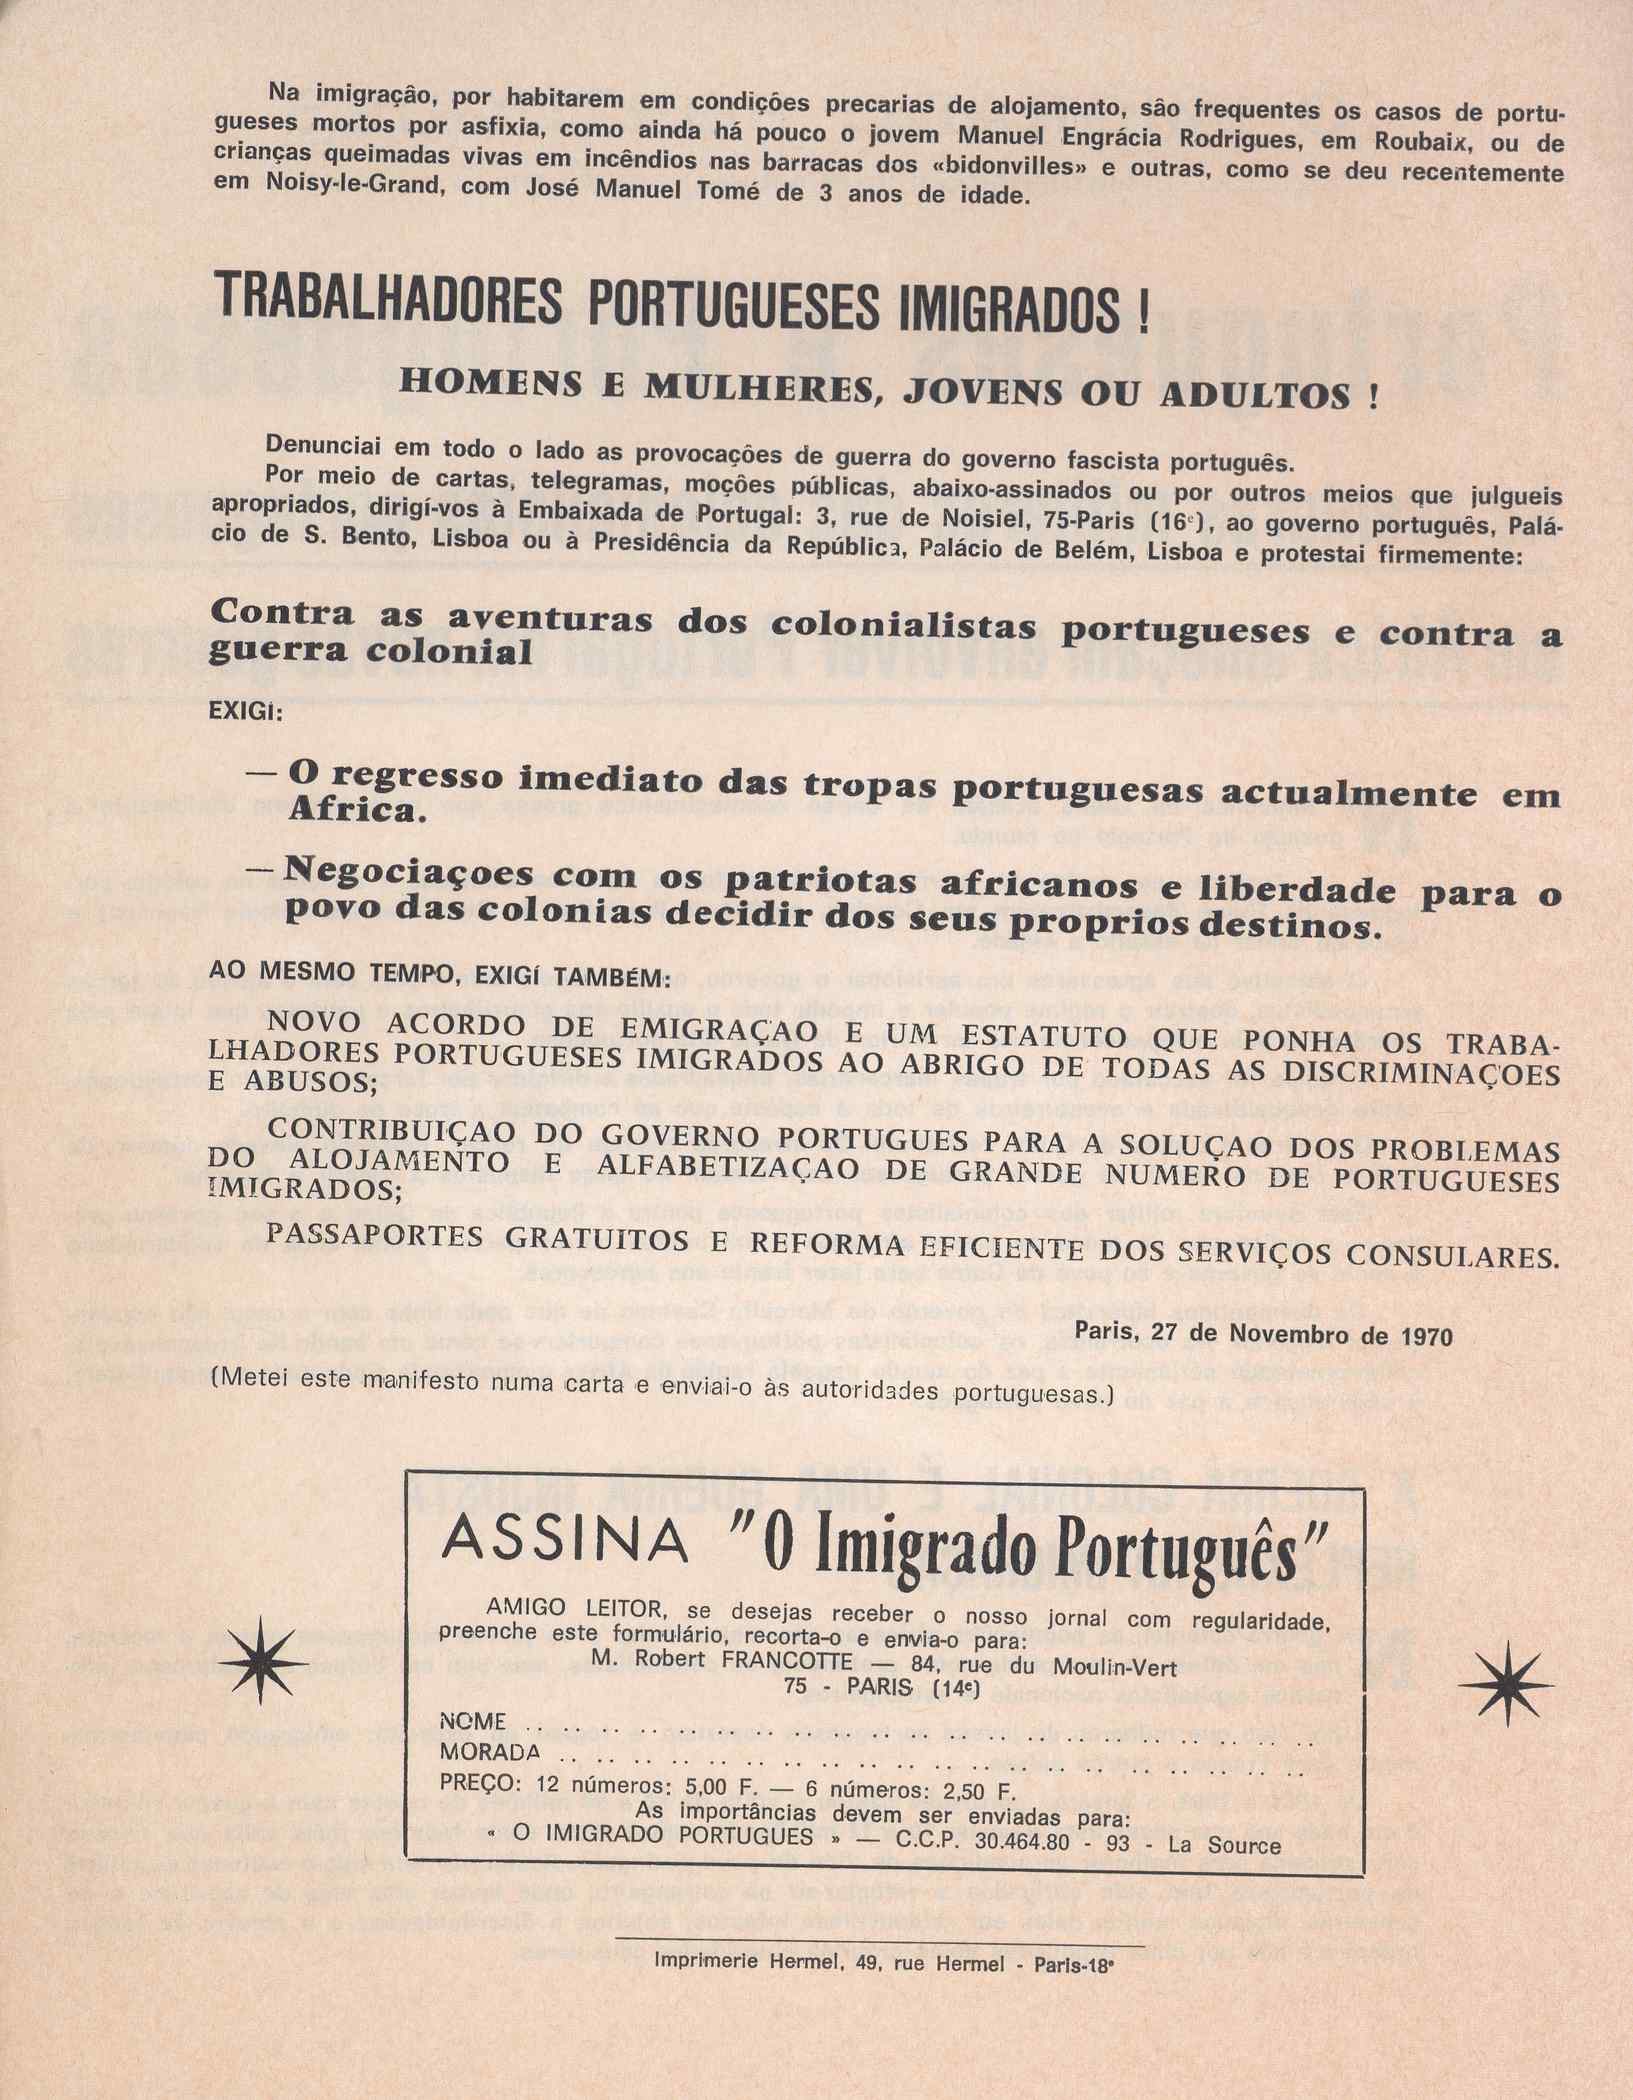 Na imigração, por habitarem em condições precarias de alojamento, são frequentes os casos de portu-
gueses mortos por asfixia, como ainda há pouco o jovem Manuel Engrácia Rodrigues, em Roubaix, ou de
crianças queimadas vivas em incêndios nas barracas dos «bidonvilles» e outras, como se deu recentemente
em Noisy-le-Grand, com José Manuel Tomé de 3 anos de idade.
TRABALHADORES PORTUGUESES IMIGRADOS !
HOMENS E MULHERES, JOVENS OU ADULTOS !
Denunciai em todo o lado as provocações de guerra do governo fascista português.
Por meio de cartas, telegramas, moções públicas, abaixo-assinados ou por outros meios que julgueis
apropriados, dirigí-vos à Embaixada de Portugal: 3, rue de Noisiel, 75-Paris (16e), ao governo português, Palá-
cio de S. Bento, Lisboa ou à Presidência da República, Palácio de Belém, Lisboa e protestai firmemente:
Contra as aventuras dos colonialistas portugueses e contra a
guerra colonial
EXIGÍ:
— O regresso imediato das tropas portuguesas actualmente em
Africa.
— Negociaçoes com os patriotas africanos e liberdade para o
povo das colonias decidir dos seus proprios destinos.
AO MESMO TEMPO, EXIGÍ TAMBÉM:
NOVO ACORDO DE EMIGRAÇAO E UM ESTATUTO QUE PONHA OS TRABA-
LHADORES PORTUGUESES IMIGRADOS AO ABRIGO DE TODAS AS DISCRIMINAÇOES
E ABUSOS;
CONTRIBUIÇAO DO GOVERNO PORTUGUES PARA A SOLUÇAO DOS PROBLEMAS
DO ALOJAMENTO E ALFABETIZAÇAO DE GRANDE NUMERO DE PORTUGUESES
IMIGRADOS;
PASSAPORTES GRATUITOS E REFORMA EFICIENTE DOS SERVIÇOS CONSULARES.
Paris, 27 de Novembro de 1970
(Metei este manifesto numa carta e enviai-o às autoridades portuguesas.)
ASSINA "O Imigrado Português"
AMIGO LEITOR, se desejas receber o nosso jornal com regularidade,
preenche este formulário, recorta-o e envia-o para:
M. Robert FRANCOTTE — 84, rue du Moulin-Vert
75 - PARIS (14e)
NOME .. .. .. .. .. .. .. .. .. .. .. .. .. .. .. .. .. .. .. .. ..
MORADA .. .. .. .. .. .. .. .. .. .. .. .. .. .. .. .. .. .. .. ..
PREÇO: 12 números: 5,00 F. — 6 números: 2,50 F.
As importâncias devem ser enviadas para:
« O IMIGRADO PORTUGUES » — C.C.P. 30.464.80 - 93 - La Source
Imprimerie Hermel, 49, rue Hermel - Paris-18e